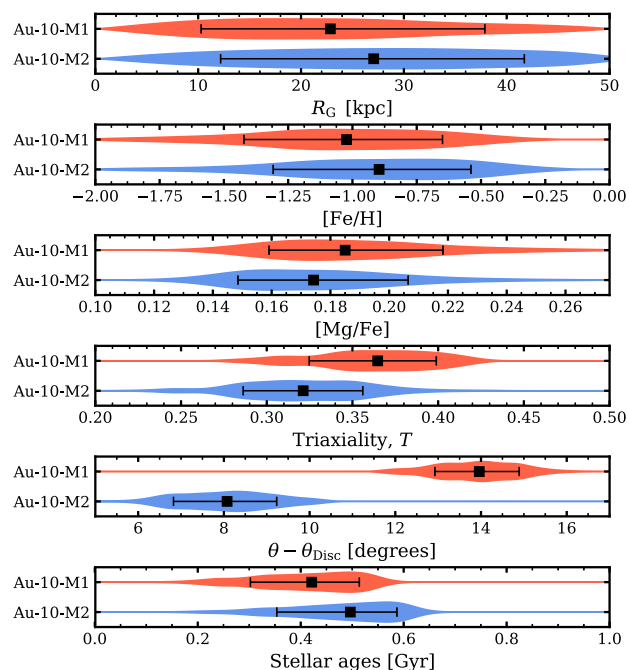 Au-10-M1
Au-10-M2
0 10 20 30 40 50
R_G [kpc]
Au-10-M1
Au-10-M2
−2.00 −1.75 −1.50 −1.25 −1.00 −0.75 −0.50 −0.25 0.00
[Fe/H]
Au-10-M1
Au-10-M2
0.10 0.12 0.14 0.16 0.18 0.20 0.22 0.24 0.26
[Mg/Fe]
Au-10-M1
Au-10-M2
0.20 0.25 0.30 0.35 0.40 0.45 0.50
Triaxiality, T
Au-10-M1
Au-10-M2
6 8 10 12 14 16
θ − θ_Disc [degrees]
Au-10-M1
Au-10-M2
0.0 0.2 0.4 0.6 0.8 1.0
Stellar ages [Gyr]